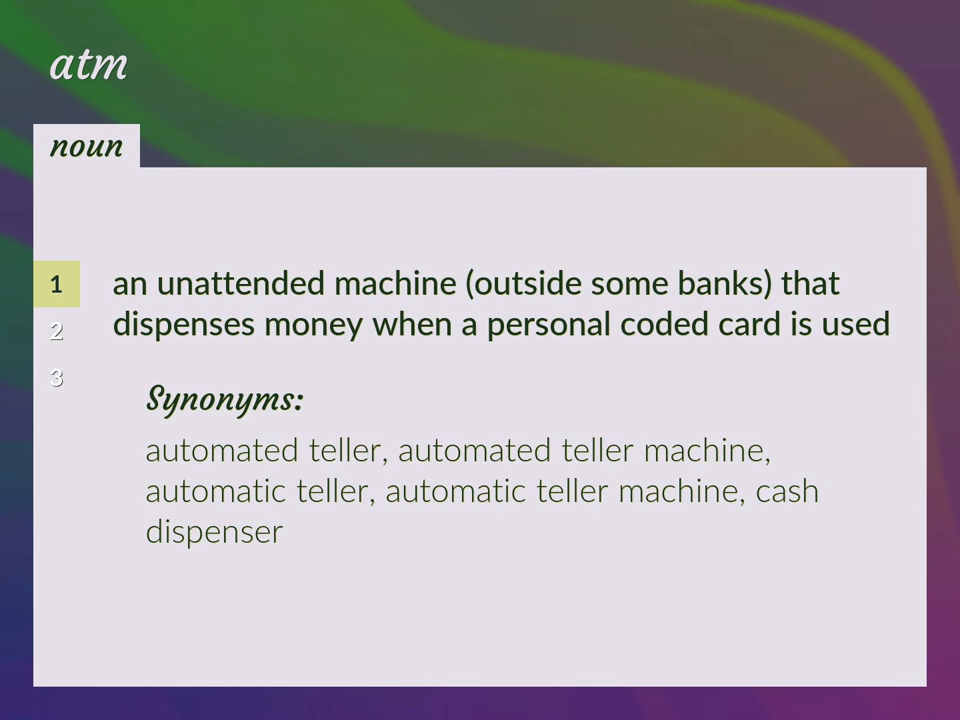 atm
noun
1
an unattended machine (outside some banks) that
dispenses money when a personal coded card is used
2
3
Synonyms:
automated teller, automated teller machine,
automatic teller, automatic teller machine, cash
dispenser